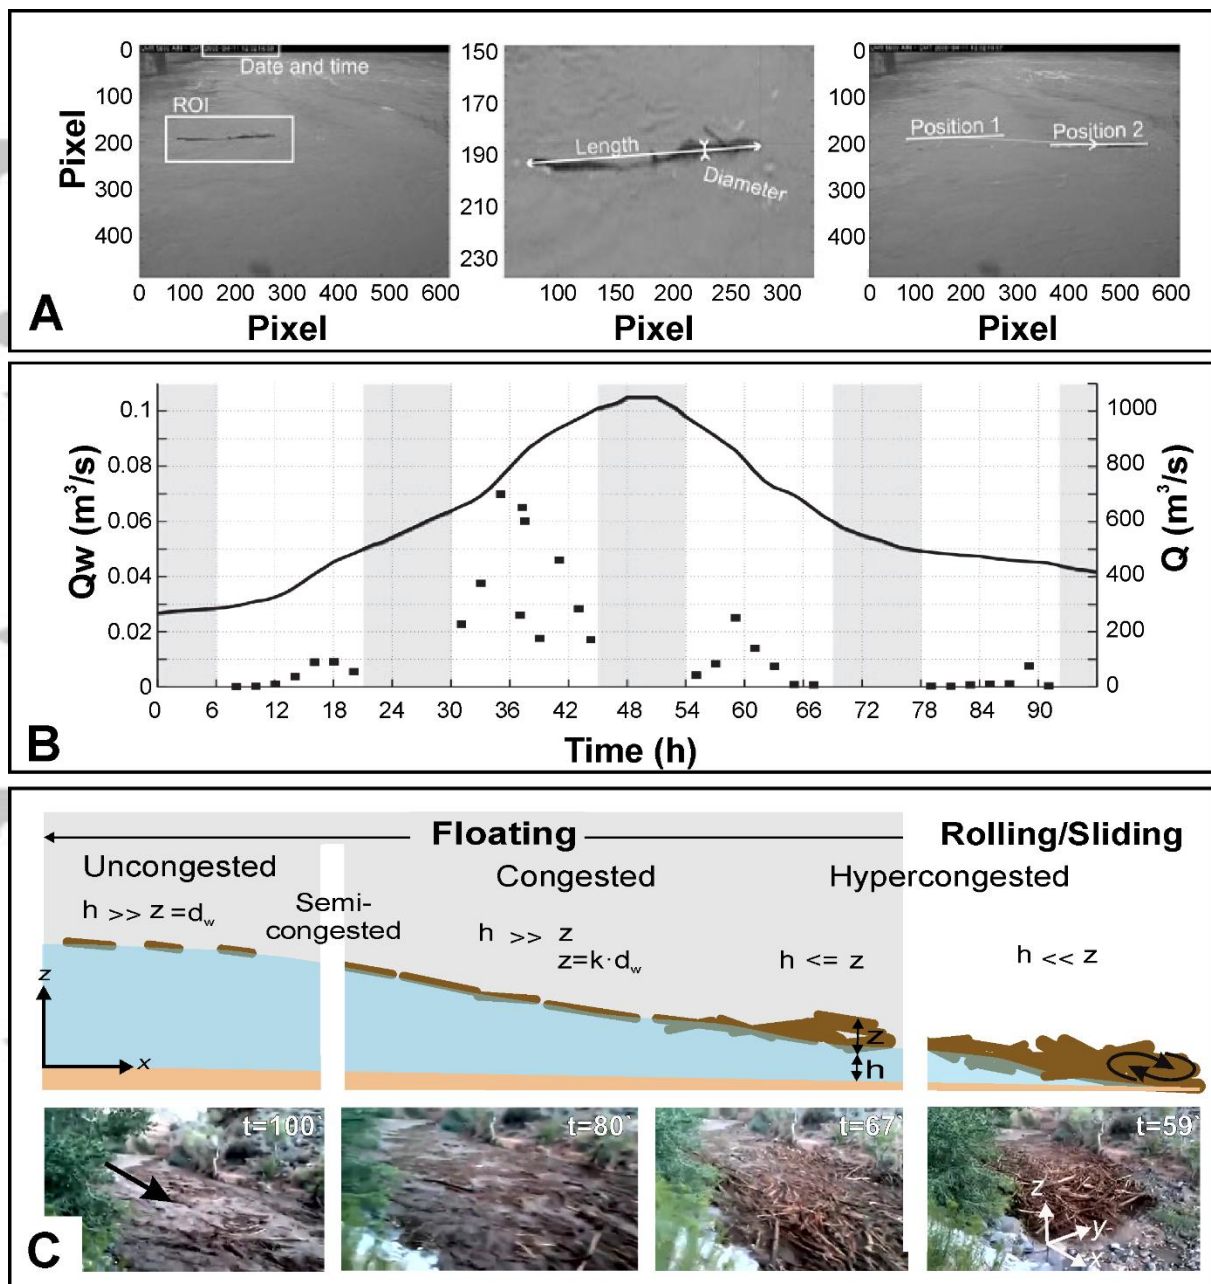 0
100
200
300
400
Pixel
Date and time
ROI
0 100 200 300 400 500 600
Pixel
150
170
190
210
230
Length
Diameter
100 150 200 250 300
Pixel
0
100
200
300
400
Position 1
Position 2
0 100 200 300 400 500 600
Pixel
A
0.1
0.08
0.06
0.04
0.02
0
Qw (m³/s)
1000
800
600
400
200
0
Q (m³/s)
0 6 12 18 24 30 36 42 48 54 60 66 72 78 84 90
Time (h)
B
Floating
Rolling/Sliding
Uncongested
Semi-
congested
Congested
Hypercongested
h >> z = d_w
h >> z
z=k·d_w
h <= z
h << z
z
x
z
h
t=100`
t=80`
t=67`
t=59`
z
y
x
C